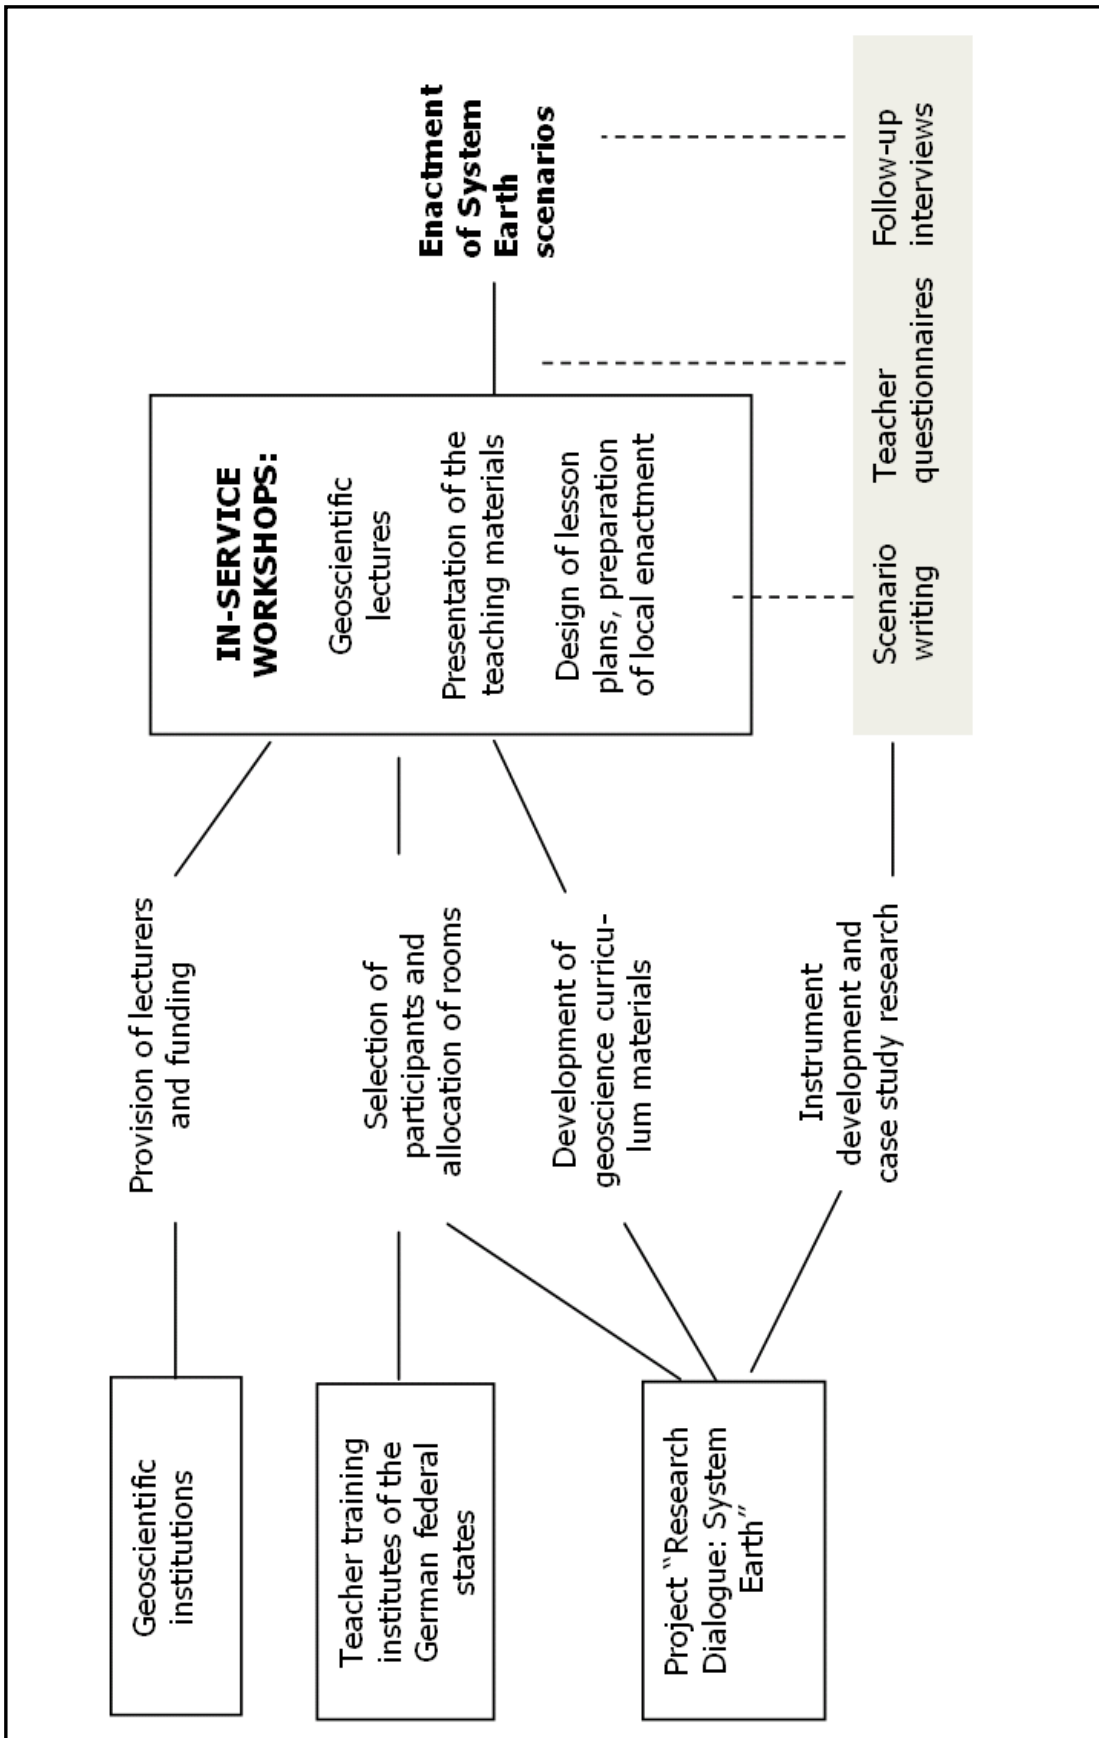 Geoscientific
institutions
Teacher training
institutes of the
German federal
states
Project “Research
Dialogue: System
Earth”
Provision of lecturers
and funding
Selection of
participants and
allocation of rooms
Development of
geoscience curricu-
lum materials
Instrument
development and
case study research
IN-SERVICE
WORKSHOPS:
Geoscientific
lectures
Presentation of the
teaching materials
Design of lesson
plans, preparation
of local enactment
Enactment
of System
Earth
scenarios
Scenario
writing
Teacher
questionnaires
Follow-up
interviews